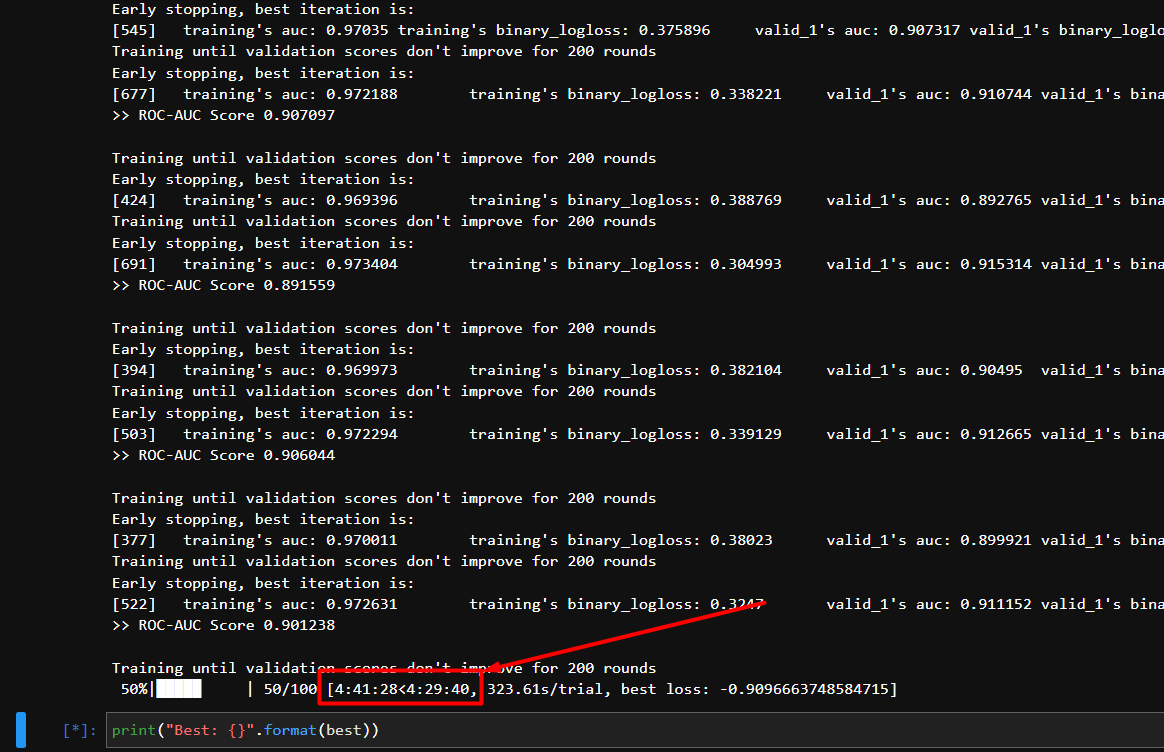 Early stopping, best iteration is:
[545] training's auc: 0.97035 training's binary_logloss: 0.375896 valid_1's auc: 0.907317 valid_1's binary_loglo
Training until validation scores don't improve for 200 rounds
Early stopping, best iteration is:
[677] training's auc: 0.972188 training's binary_logloss: 0.338221 valid_1's auc: 0.910744 valid_1's bina
>> ROC-AUC Score 0.907097
Training until validation scores don't improve for 200 rounds
Early stopping, best iteration is:
[424] training's auc: 0.969396 training's binary_logloss: 0.388769 valid_1's auc: 0.892765 valid_1's bina
Training until validation scores don't improve for 200 rounds
Early stopping, best iteration is:
[691] training's auc: 0.973404 training's binary_logloss: 0.304993 valid_1's auc: 0.915314 valid_1's bina
>> ROC-AUC Score 0.891559
Training until validation scores don't improve for 200 rounds
Early stopping, best iteration is:
[394] training's auc: 0.969973 training's binary_logloss: 0.382104 valid_1's auc: 0.90495 valid_1's bina
Training until validation scores don't improve for 200 rounds
Early stopping, best iteration is:
[503] training's auc: 0.972294 training's binary_logloss: 0.339129 valid_1's auc: 0.912665 valid_1's bina
>> ROC-AUC Score 0.906044
Training until validation scores don't improve for 200 rounds
Early stopping, best iteration is:
[377] training's auc: 0.970011 training's binary_logloss: 0.38023 valid_1's auc: 0.899921 valid_1's bina
Training until validation scores don't improve for 200 rounds
Early stopping, best iteration is:
[522] training's auc: 0.972631 training's binary_logloss: 0.3247 valid_1's auc: 0.911152 valid_1's bina
>> ROC-AUC Score 0.901238
Training until validation scores don't improve for 200 rounds
50%|█████     | 50/100 [4:41:28<4:29:40, 323.61s/trial, best loss: -0.9096663748584715]
[*]: print("Best: {}".format(best))